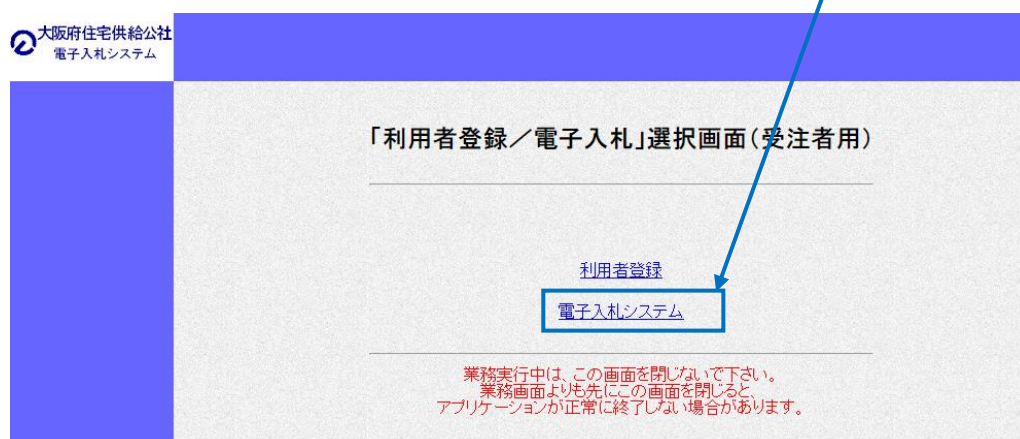 大阪府住宅供給公社
電子入札システム
「利用者登録／電子入札」選択画面(受注者用)
利用者登録
電子入札システム
業務実行中は、この画面を閉じないで下さい。
業務画面よりも先にこの画面を閉じると、
アプリケーションが正常に終了しない場合があります。